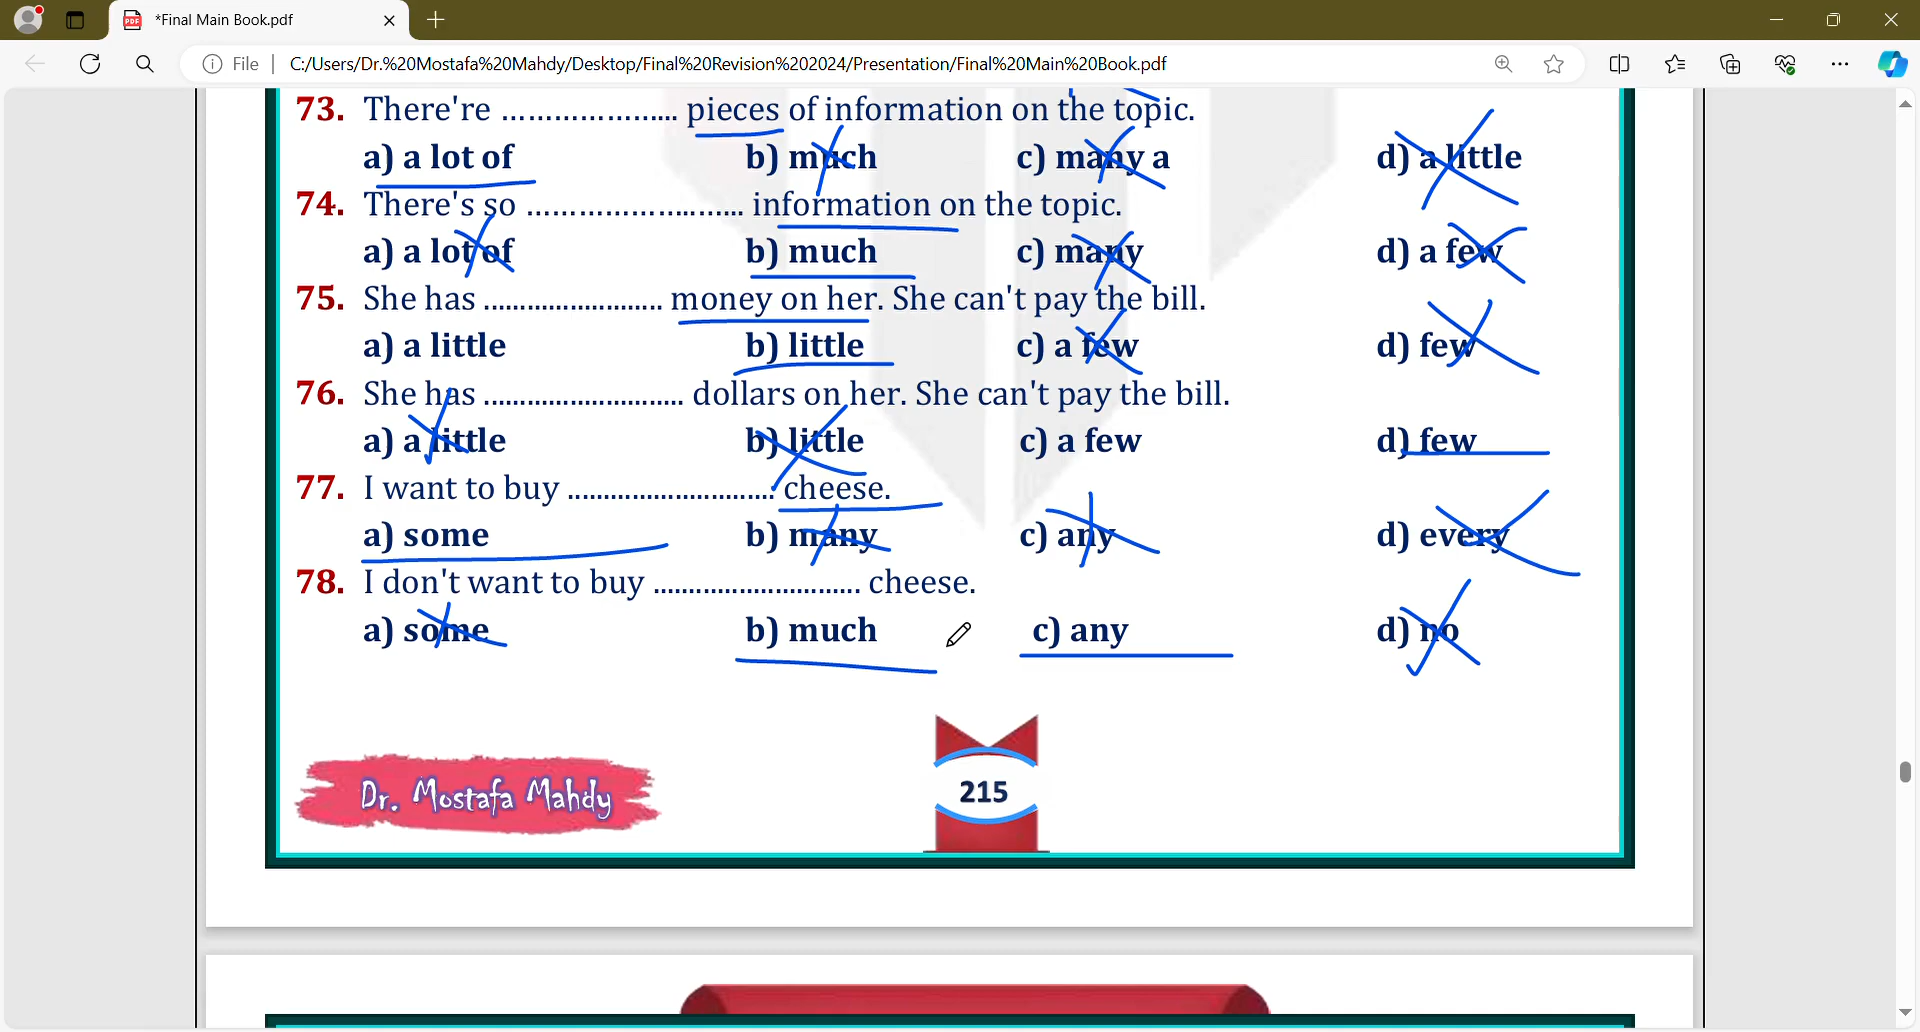 *Final Main Book.pdf
File | C:/Users/Dr.%20Mostafa%20Mahdy/Desktop/Final%20Revision%202024/Presentation/Final%20Main%20Book.pdf
73. There're ........................ pieces of information on the topic.
a) a lot of b) much c) many a d) a little
74. There's so ............................. information on the topic.
a) a lot of b) much c) many d) a few
75. She has ......................... money on her. She can't pay the bill.
a) a little b) little c) a few d) few
76. She has ............................ dollars on her. She can't pay the bill.
a) a little b) little c) a few d) few
77. I want to buy ............................. cheese.
a) some b) many c) any d) every
78. I don't want to buy ............................. cheese.
a) some b) much c) any d) no
Dr. Mostafa Mahdy
215